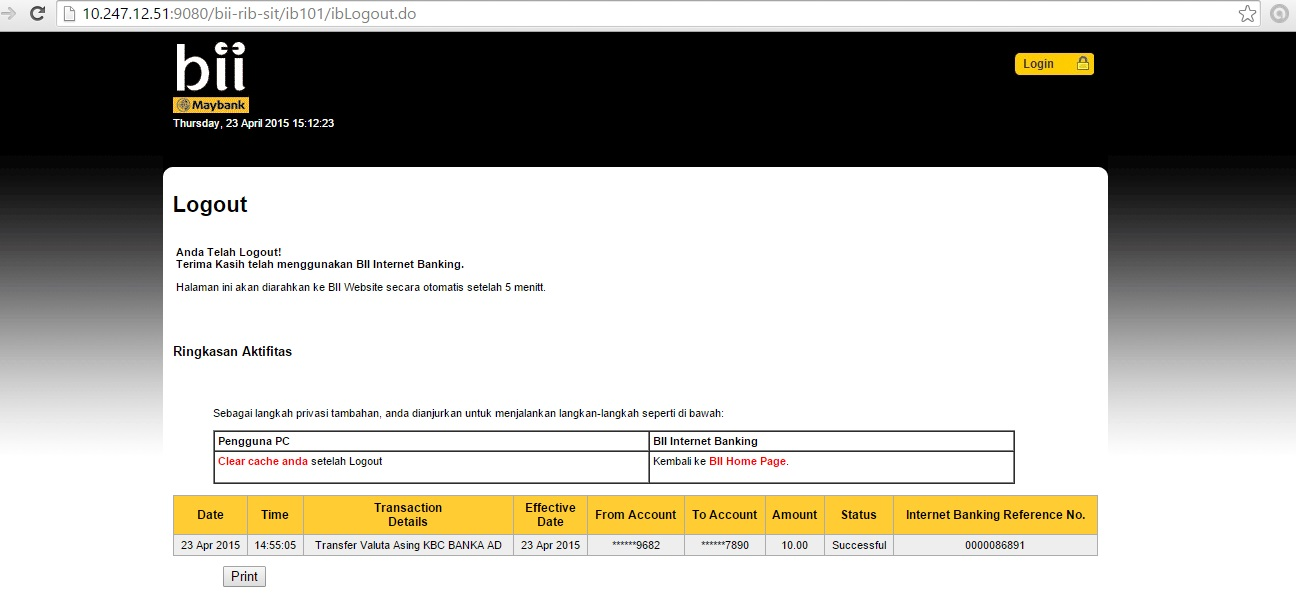 10.247.12.51:9080/bii-rib-sit/ib101/ibLogout.do
bii
Maybank
Thursday, 23 April 2015 15:12:23
Login
Logout
Anda Telah Logout!
Terima Kasih telah menggunakan BII Internet Banking.
Halaman ini akan diarahkan ke BII Website secara otomatis setelah 5 menitt.
Ringkasan Aktifitas
Sebagai langkah privasi tambahan, anda dianjurkan untuk menjalankan langkan-langkah seperti di bawah:
Pengguna PC BII Internet Banking
Clear cache anda setelah Logout Kembali ke BII Home Page.
Date Time Transaction Details Effective Date From Account To Account Amount Status Internet Banking Reference No.
23 Apr 2015 14:55:05 Transfer Valuta Asing KBC BANKA AD 23 Apr 2015 ******9682 ******7890 10.00 Successful 0000086891
Print